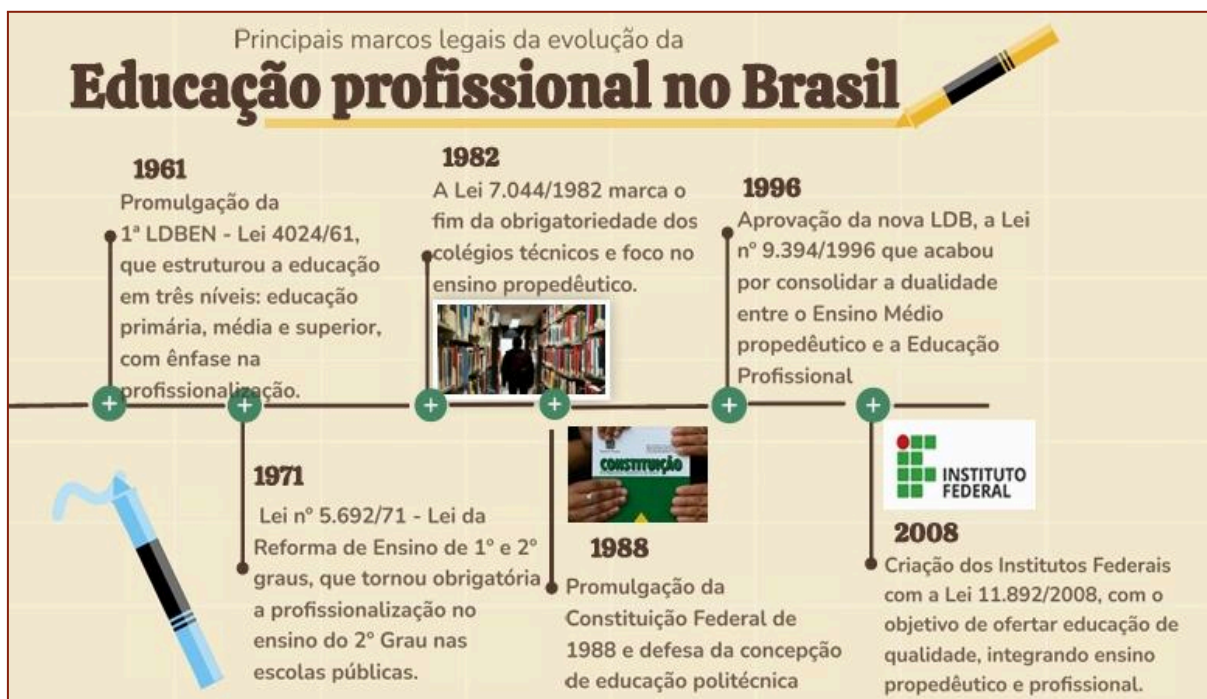 Principais marcos legais da evolução da
Educação profissional no Brasil
1961
Promulgação da
1ª LDBEN - Lei 4024/61,
que estruturou a educação
em três níveis: educação
primária, média e superior,
com ênfase na
profissionalização.
1971
Lei nº 5.692/71 - Lei da
Reforma de Ensino de 1° e 2°
graus, que tornou obrigatória
a profissionalização no
ensino do 2° Grau nas
escolas públicas.
1982
A Lei 7.044/1982 marca o
fim da obrigatoriedade dos
colégios técnicos e foco no
ensino propedêutico.
CONSTITUIÇÃO
1988
Promulgação da
Constituição Federal de
1988 e defesa da concepção
de educação politécnica
1996
Aprovação da nova LDB, a Lei
nº 9.394/1996 que acabou
por consolidar a dualidade
entre o Ensino Médio
propedêutico e a Educação
Profissional
INSTITUTO
FEDERAL
2008
Criação dos Institutos Federais
com a Lei 11.892/2008, com o
objetivo de ofertar educação de
qualidade, integrando ensino
propedêutico e profissional.